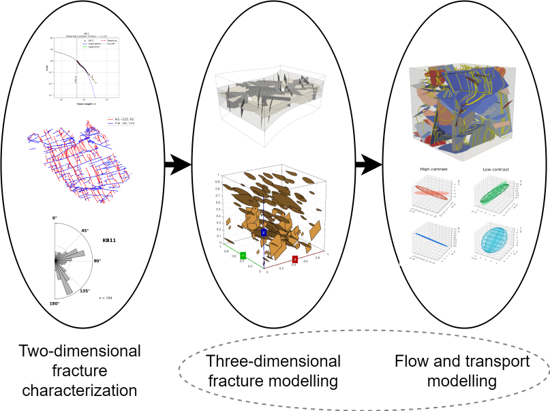 0°
45°
KB11
90°
135°
180°
High contrast
Low contrast
Two-dimensional
fracture
characterization
Three-dimensional
fracture modelling
Flow and transport
modelling